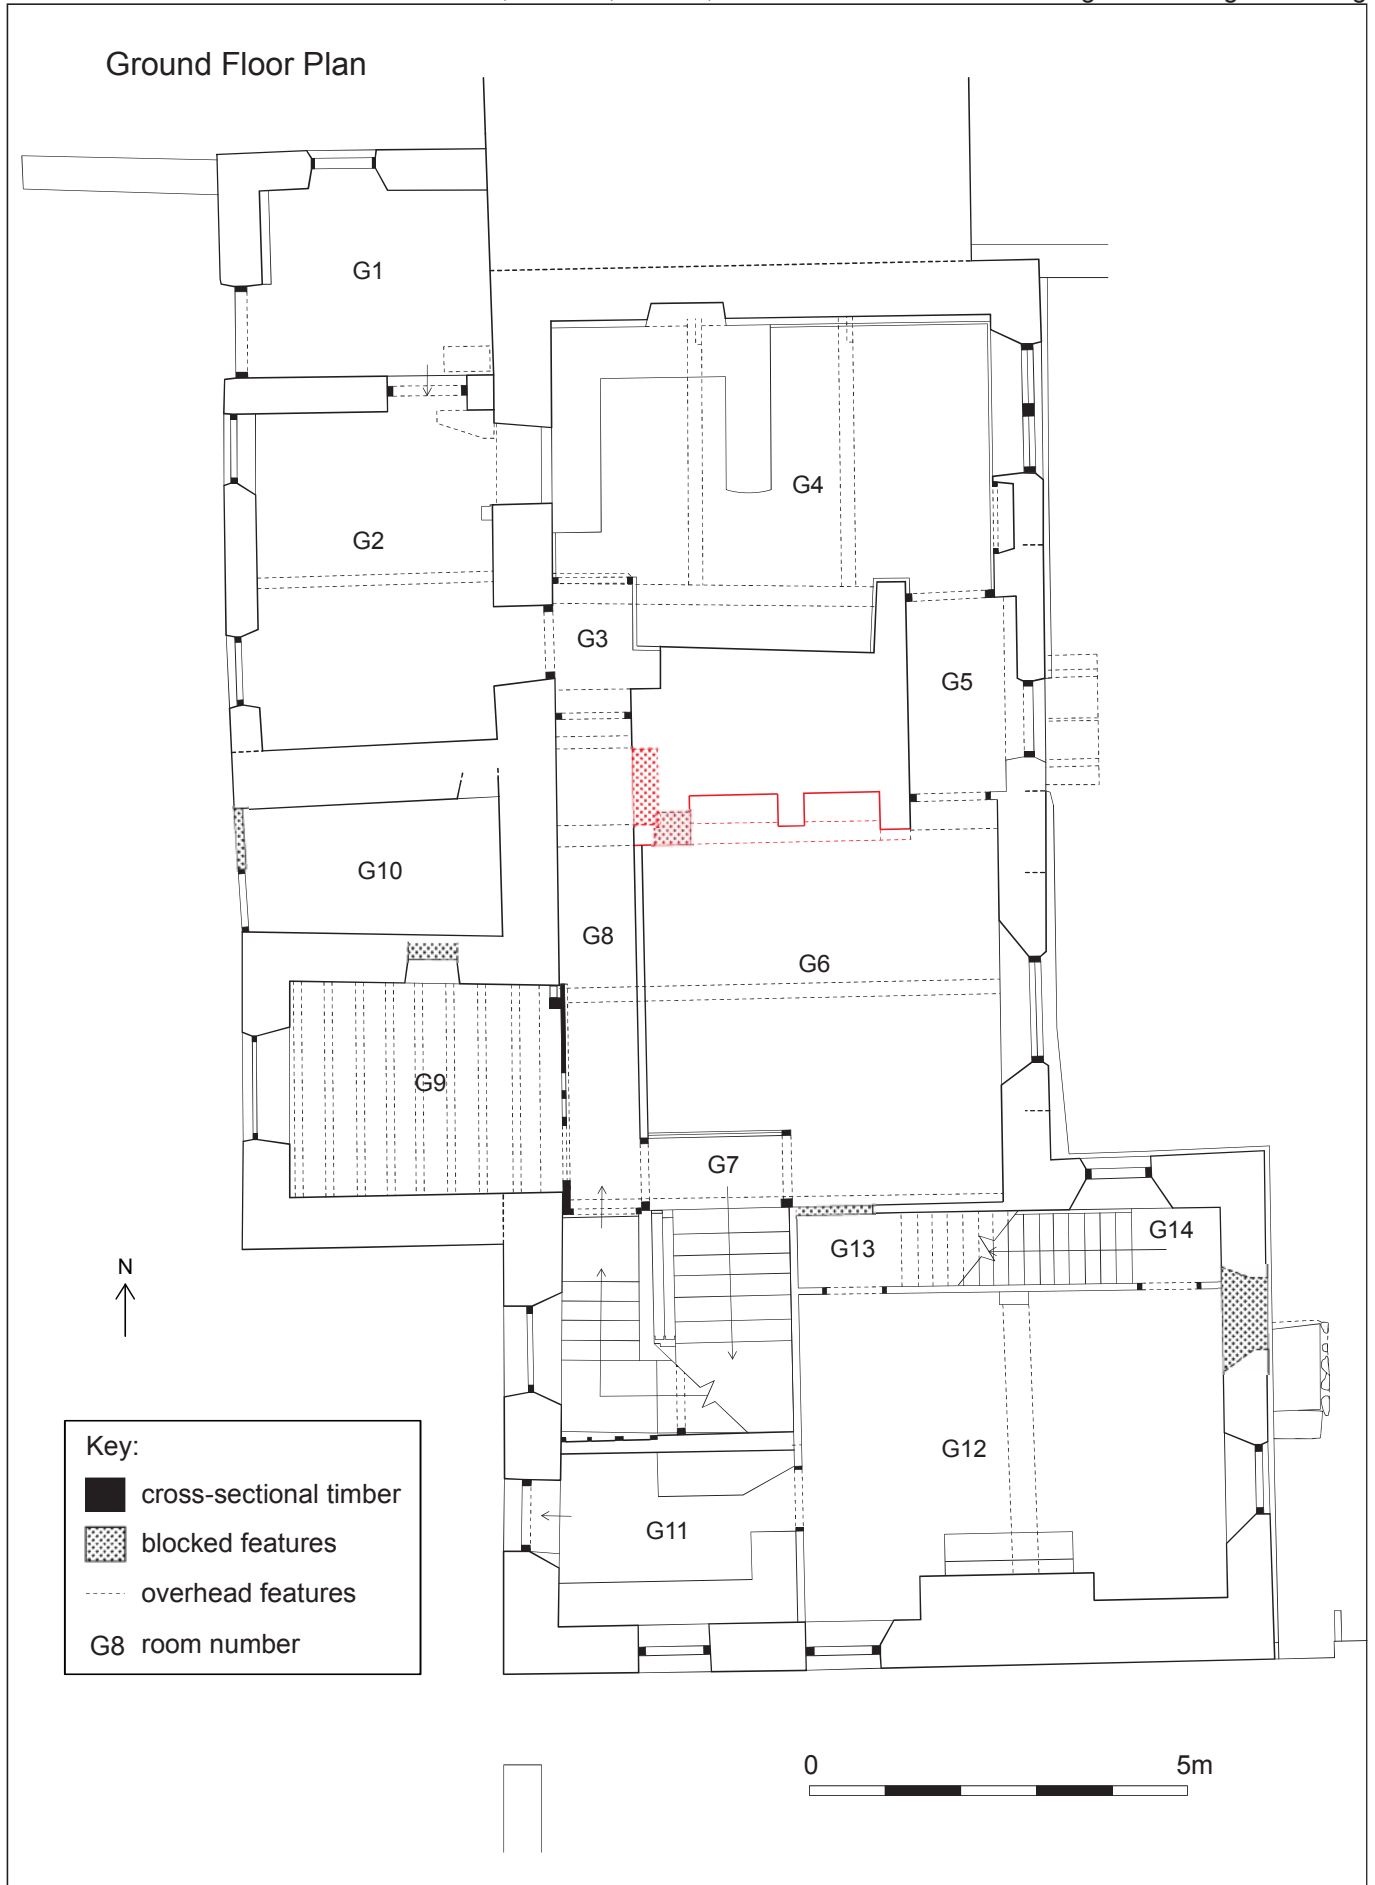 Ground Floor Plan
G1
G4
G2
G3
G5
G10
G8
G6
G9
G7
G13
G14
N
G12
G11
Key:
cross-sectional timber
blocked features
overhead features
G8 room number
0 5m